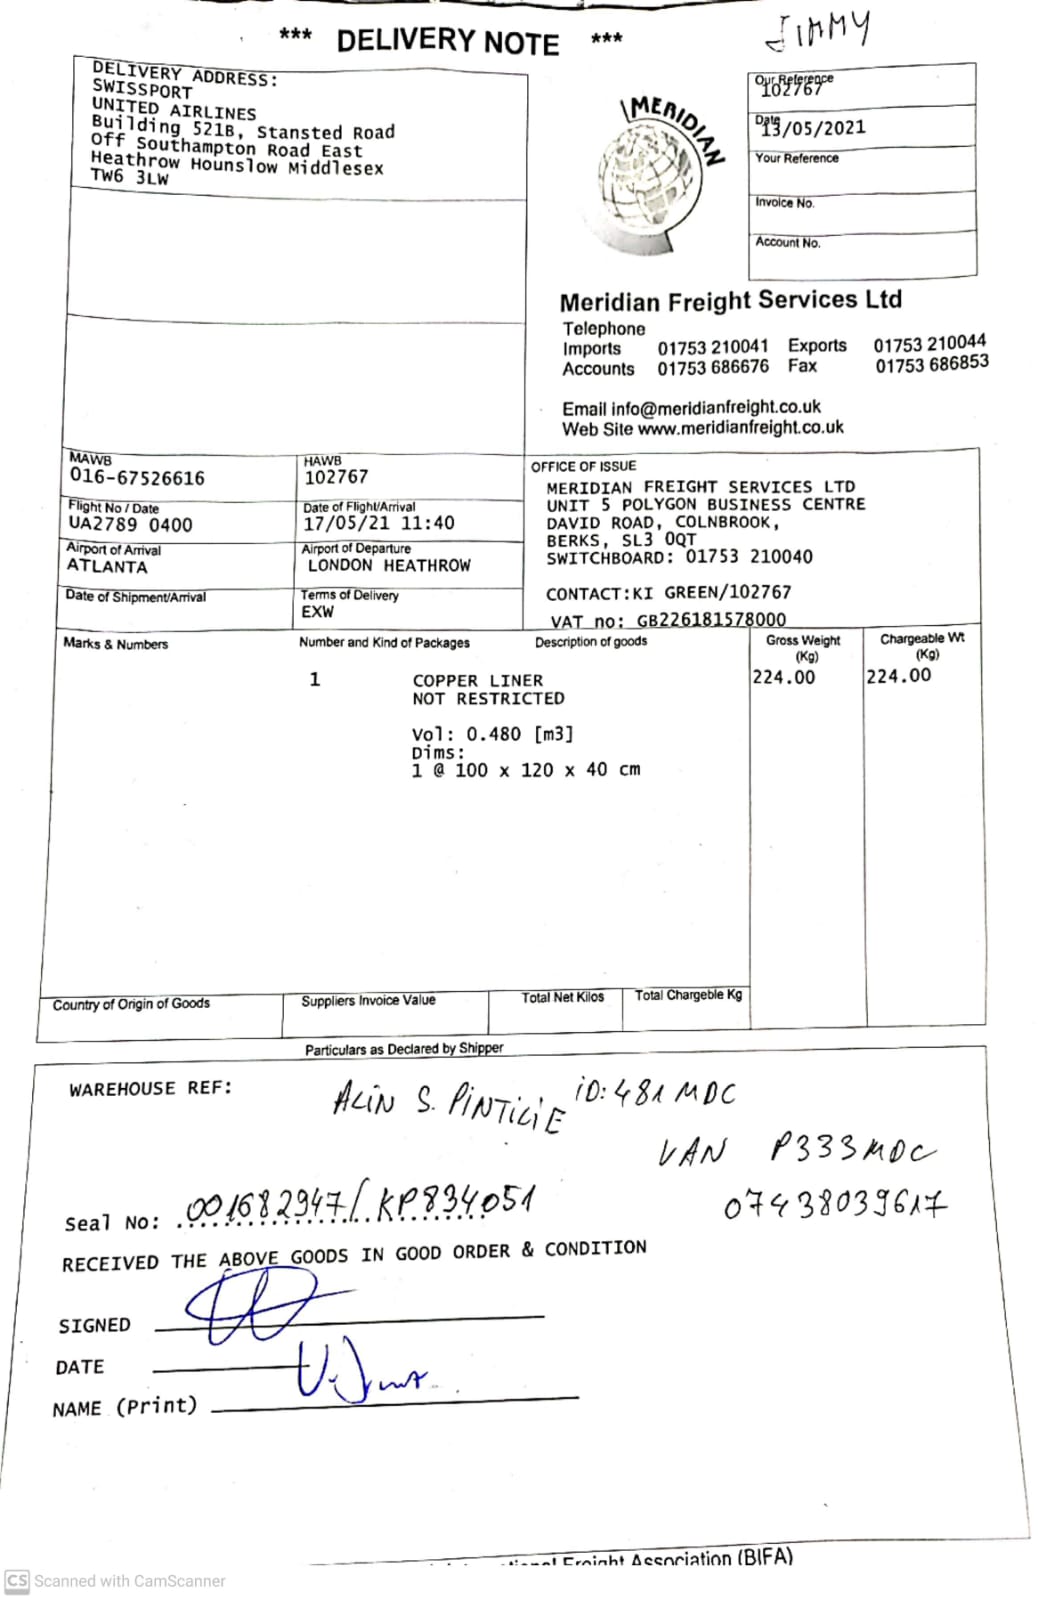 JIMMY
*** DELIVERY NOTE ***
DELIVERY ADDRESS:
SWISSPORT
UNITED AIRLINES
Building 521B, Stansted Road
Off Southampton Road East
Heathrow Hounslow Middlesex
TW6 3LW
MERIDIAN
Our Reference
102767
Date
13/05/2021
Your Reference
Invoice No.
Account No.
Meridian Freight Services Ltd
Telephone
Imports 01753 210041 Exports 01753 210044
Accounts 01753 686676 Fax 01753 686853
Email info@meridianfreight.co.uk
Web Site www.meridianfreight.co.uk
MAWB
016-67526616
HAWB
102767
Flight No / Date
UA2789 0400
Date of Flight/Arrival
17/05/21 11:40
Airport of Arrival
ATLANTA
Airport of Departure
LONDON HEATHROW
Date of Shipment/Arrival
Terms of Delivery
EXW
OFFICE OF ISSUE
MERIDIAN FREIGHT SERVICES LTD
UNIT 5 POLYGON BUSINESS CENTRE
DAVID ROAD, COLNBROOK,
BERKS, SL3 0QT
SWITCHBOARD: 01753 210040
CONTACT:KI GREEN/102767
VAT no: GB226181578000
Marks & Numbers Number and Kind of Packages Description of goods Gross Weight (Kg) Chargeable Wt (Kg)
1 COPPER LINER 224.00 224.00
NOT RESTRICTED
Vol: 0.480 [m3]
Dims:
1 @ 100 x 120 x 40 cm
Country of Origin of Goods Suppliers Invoice Value Total Net Kilos Total Chargeble Kg
Particulars as Declared by Shipper
WAREHOUSE REF:
ALIN S. PINTILIE ID: 481 MDC
VAN P333MDC
Seal No: 001682947/KP834051
07438039617
RECEIVED THE ABOVE GOODS IN GOOD ORDER & CONDITION
SIGNED
DATE
NAME (Print)
Freight Association (BIFA)
CS Scanned with CamScanner